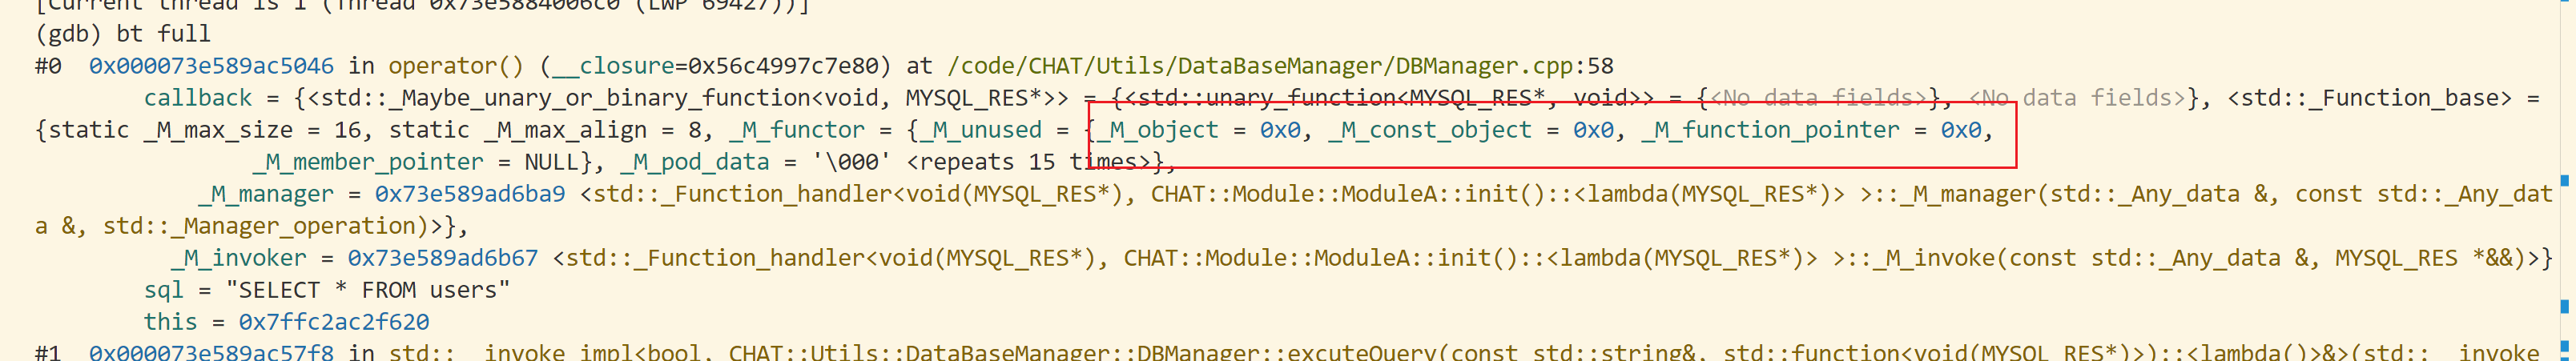 [Current thread is 1 (Thread 0x73e5884006c0 (LWP 69427))]
(gdb) bt full
#0  0x000073e589ac5046 in operator() (__closure=0x56c4997c7e80) at /code/CHAT/Utils/DataBaseManager/DBManager.cpp:58
        callback = {<std::_Maybe_unary_or_binary_function<void, MYSQL_RES*>> = {<std::unary_function<MYSQL_RES*, void>> = {<No data fields>}, <No data fields>}, <std::_Function_base> =
{static _M_max_size = 16, static _M_max_align = 8, _M_functor = {_M_unused = {_M_object = 0x0, _M_const_object = 0x0, _M_function_pointer = 0x0,
                _M_member_pointer = NULL}, _M_pod_data = '\000' <repeats 15 times>},
            _M_manager = 0x73e589ad6ba9 <std::_Function_handler<void(MYSQL_RES*), CHAT::Module::ModuleA::init()::<lambda(MYSQL_RES*)> >::_M_manager(std::_Any_data &, const std::_Any_dat
a &, std::_Manager_operation)>},
          _M_invoker = 0x73e589ad6b67 <std::_Function_handler<void(MYSQL_RES*), CHAT::Module::ModuleA::init()::<lambda(MYSQL_RES*)> >::_M_invoke(const std::_Any_data &, MYSQL_RES *&&)>}
        sql = "SELECT * FROM users"
        this = 0x7ffc2ac2f620
#1  0x000073e589ac57f8 in std::__invoke_impl<bool, CHAT::Utils::DataBaseManager::DBManager::excuteQuery(const std::string&, std::function<void(MYSQL_RES*)>)::<lambda()>&>(std::__invoke